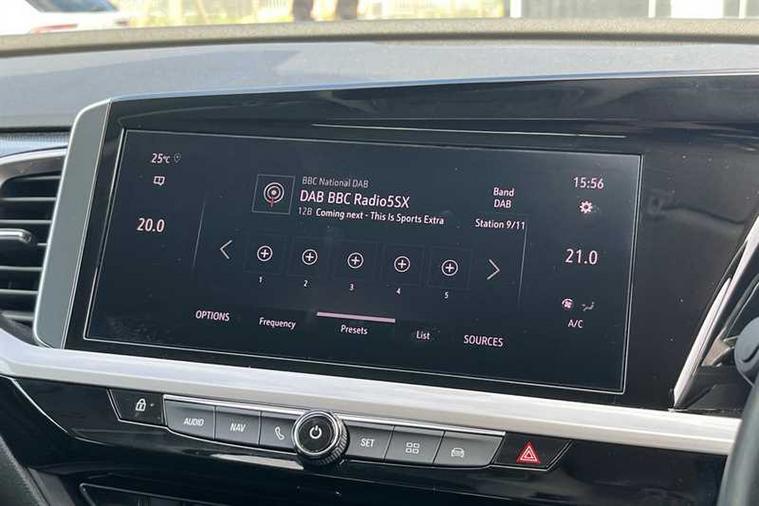 25°C
20.0
BBC National DAB
DAB BBC Radio5SX
12B Coming next - This Is Sports Extra
Band
DAB
Station 9/11
15:56
21.0
A/C
1 2 3 4 5
OPTIONS Frequency Presets List SOURCES
AUDIO NAV SET